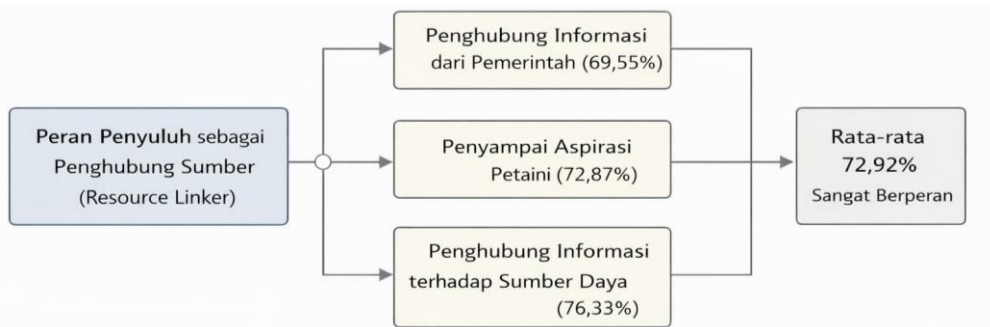 Peran Penyuluh sebagai
Penghubung Sumber
(Resource Linker)
Penghubung Informasi
dari Pemerintah (69,55%)
Penyampai Aspirasi
Petaini (72,87%)
Penghubung Informasi
terhadap Sumber Daya
(76,33%)
Rata-rata
72,92%
Sangat Berperan